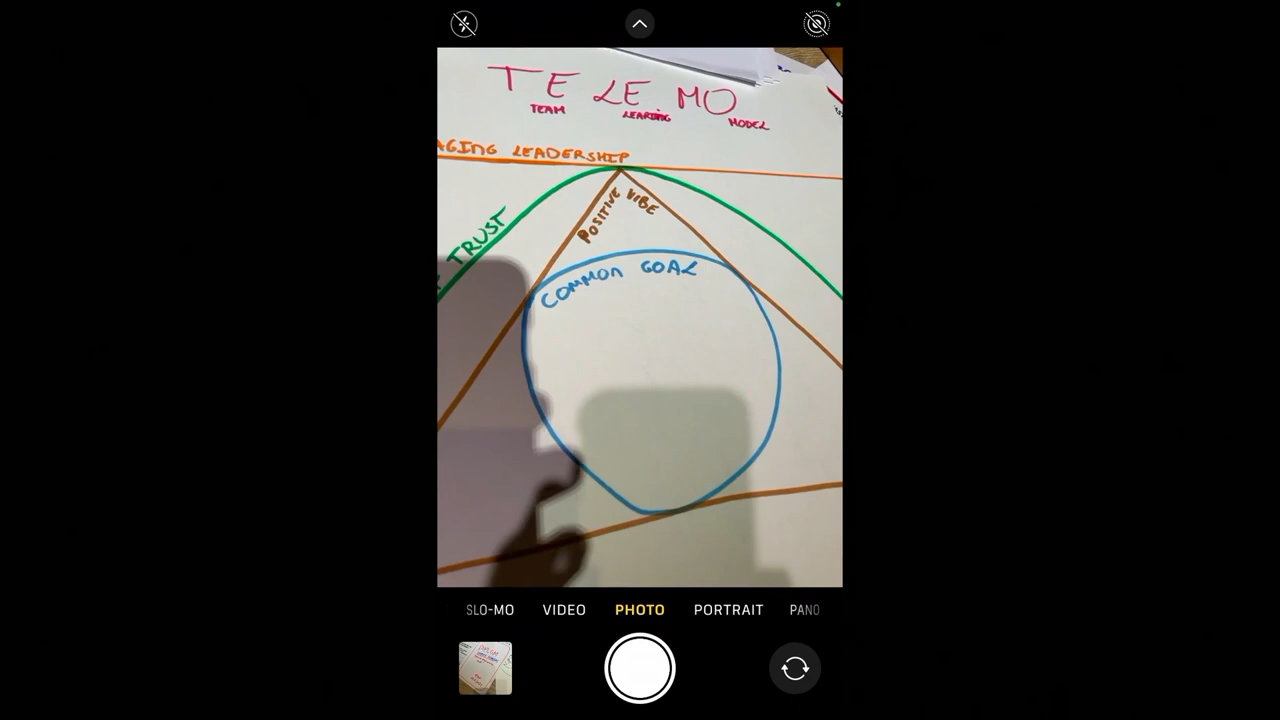 TE LE MO
TEAM LEARNING MODEL
AGING LEADERSHIP
TRUST
POSITIVE VIBE
COMMON GOAL
SLO-MO VIDEO PHOTO PORTRAIT PANO